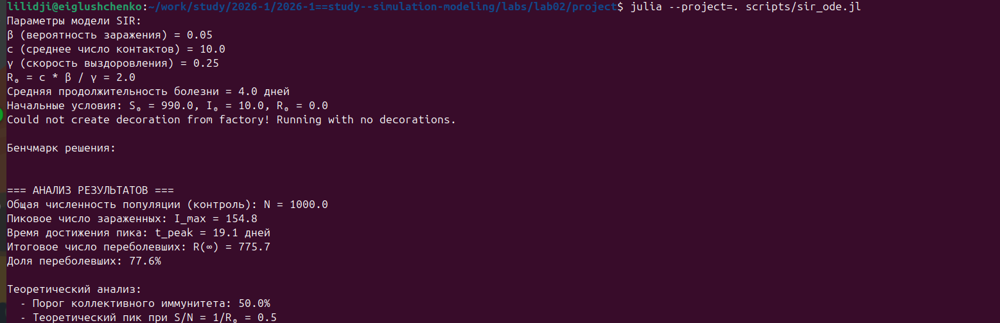 lilidji@eiglushchenko:~/work/study/2026-1/2026-1==study--simulation-modeling/labs/lab02/project$ julia --project=. scripts/sir_ode.jl
Параметры модели SIR:
β (вероятность заражения) = 0.05
c (среднее число контактов) = 10.0
γ (скорость выздоровления) = 0.25
R₀ = c * β / γ = 2.0
Средняя продолжительность болезни = 4.0 дней
Начальные условия: S₀ = 990.0, I₀ = 10.0, R₀ = 0.0
Could not create decoration from factory! Running with no decorations.
Бенчмарк решения:
=== АНАЛИЗ РЕЗУЛЬТАТОВ ===
Общая численность популяции (контроль): N = 1000.0
Пиковое число зараженных: I_max = 154.8
Время достижения пика: t_peak = 19.1 дней
Итоговое число переболевших: R(∞) = 775.7
Доля переболевших: 77.6%
Теоретический анализ:
  - Порог коллективного иммунитета: 50.0%
  - Теоретический пик при S/N = 1/R₀ = 0.5